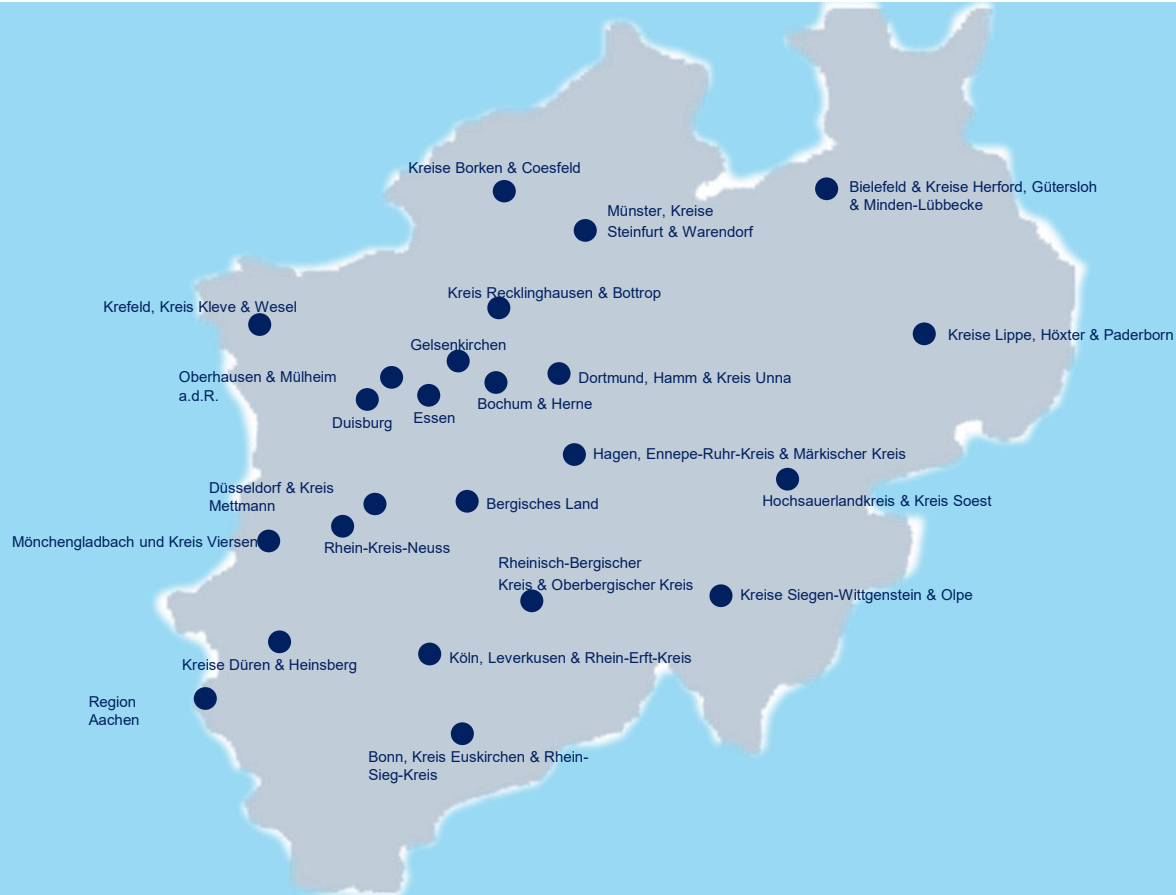 Kreise Borken & Coesfeld
Bielefeld & Kreise Herford, Gütersloh
& Minden-Lübbecke
Münster, Kreise
Steinfurt & Warendorf
Kreis Recklinghausen & Bottrop
Krefeld, Kreis Kleve & Wesel
Kreise Lippe, Höxter & Paderborn
Gelsenkirchen
Oberhausen & Mülheim
a.d.R.
Dortmund, Hamm & Kreis Unna
Bochum & Herne
Essen
Duisburg
Hagen, Ennepe-Ruhr-Kreis & Märkischer Kreis
Hochsauerlandkreis & Kreis Soest
Düsseldorf & Kreis
Mettmann
Bergisches Land
Mönchengladbach und Kreis Viersen
Rhein-Kreis-Neuss
Rheinisch-Bergischer
Kreis & Oberbergischer Kreis
Kreise Siegen-Wittgenstein & Olpe
Kreise Düren & Heinsberg
Köln, Leverkusen & Rhein-Erft-Kreis
Region
Aachen
Bonn, Kreis Euskirchen & Rhein-
Sieg-Kreis